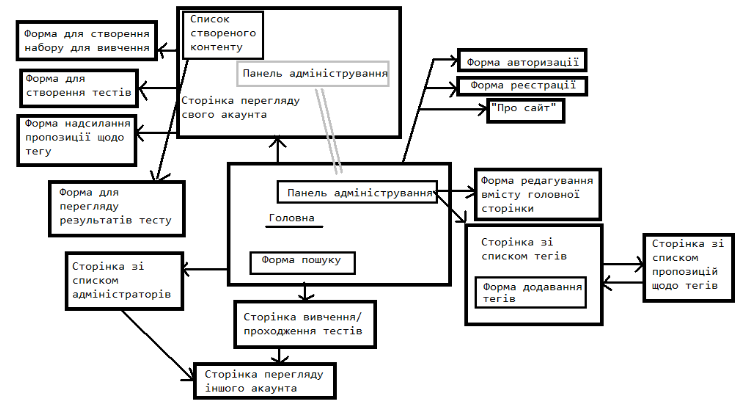 Форма для створення
набору для вивчення
Форма для
створення тестів
Форма надсилання
пропозиції щодо
тегу
Форма для
перегляду
результатів тесту
Список
створеного
контенту
Панель адміністрування
Сторінка перегляду
свого акаунта
Форма авторизації
Форма реєстрації
"Про сайт"
Панель адміністрування
Головна
Форма пошуку
Форма редагування
вмісту головної
сторінки
Сторінка зі
списком тегів
Форма додавання
тегів
Сторінка зі
списком
пропозицій
щодо тегів
Сторінка зі
списком
адміністраторів
Сторінка вивчення/
проходження тестів
Сторінка перегляду
іншого акаунта